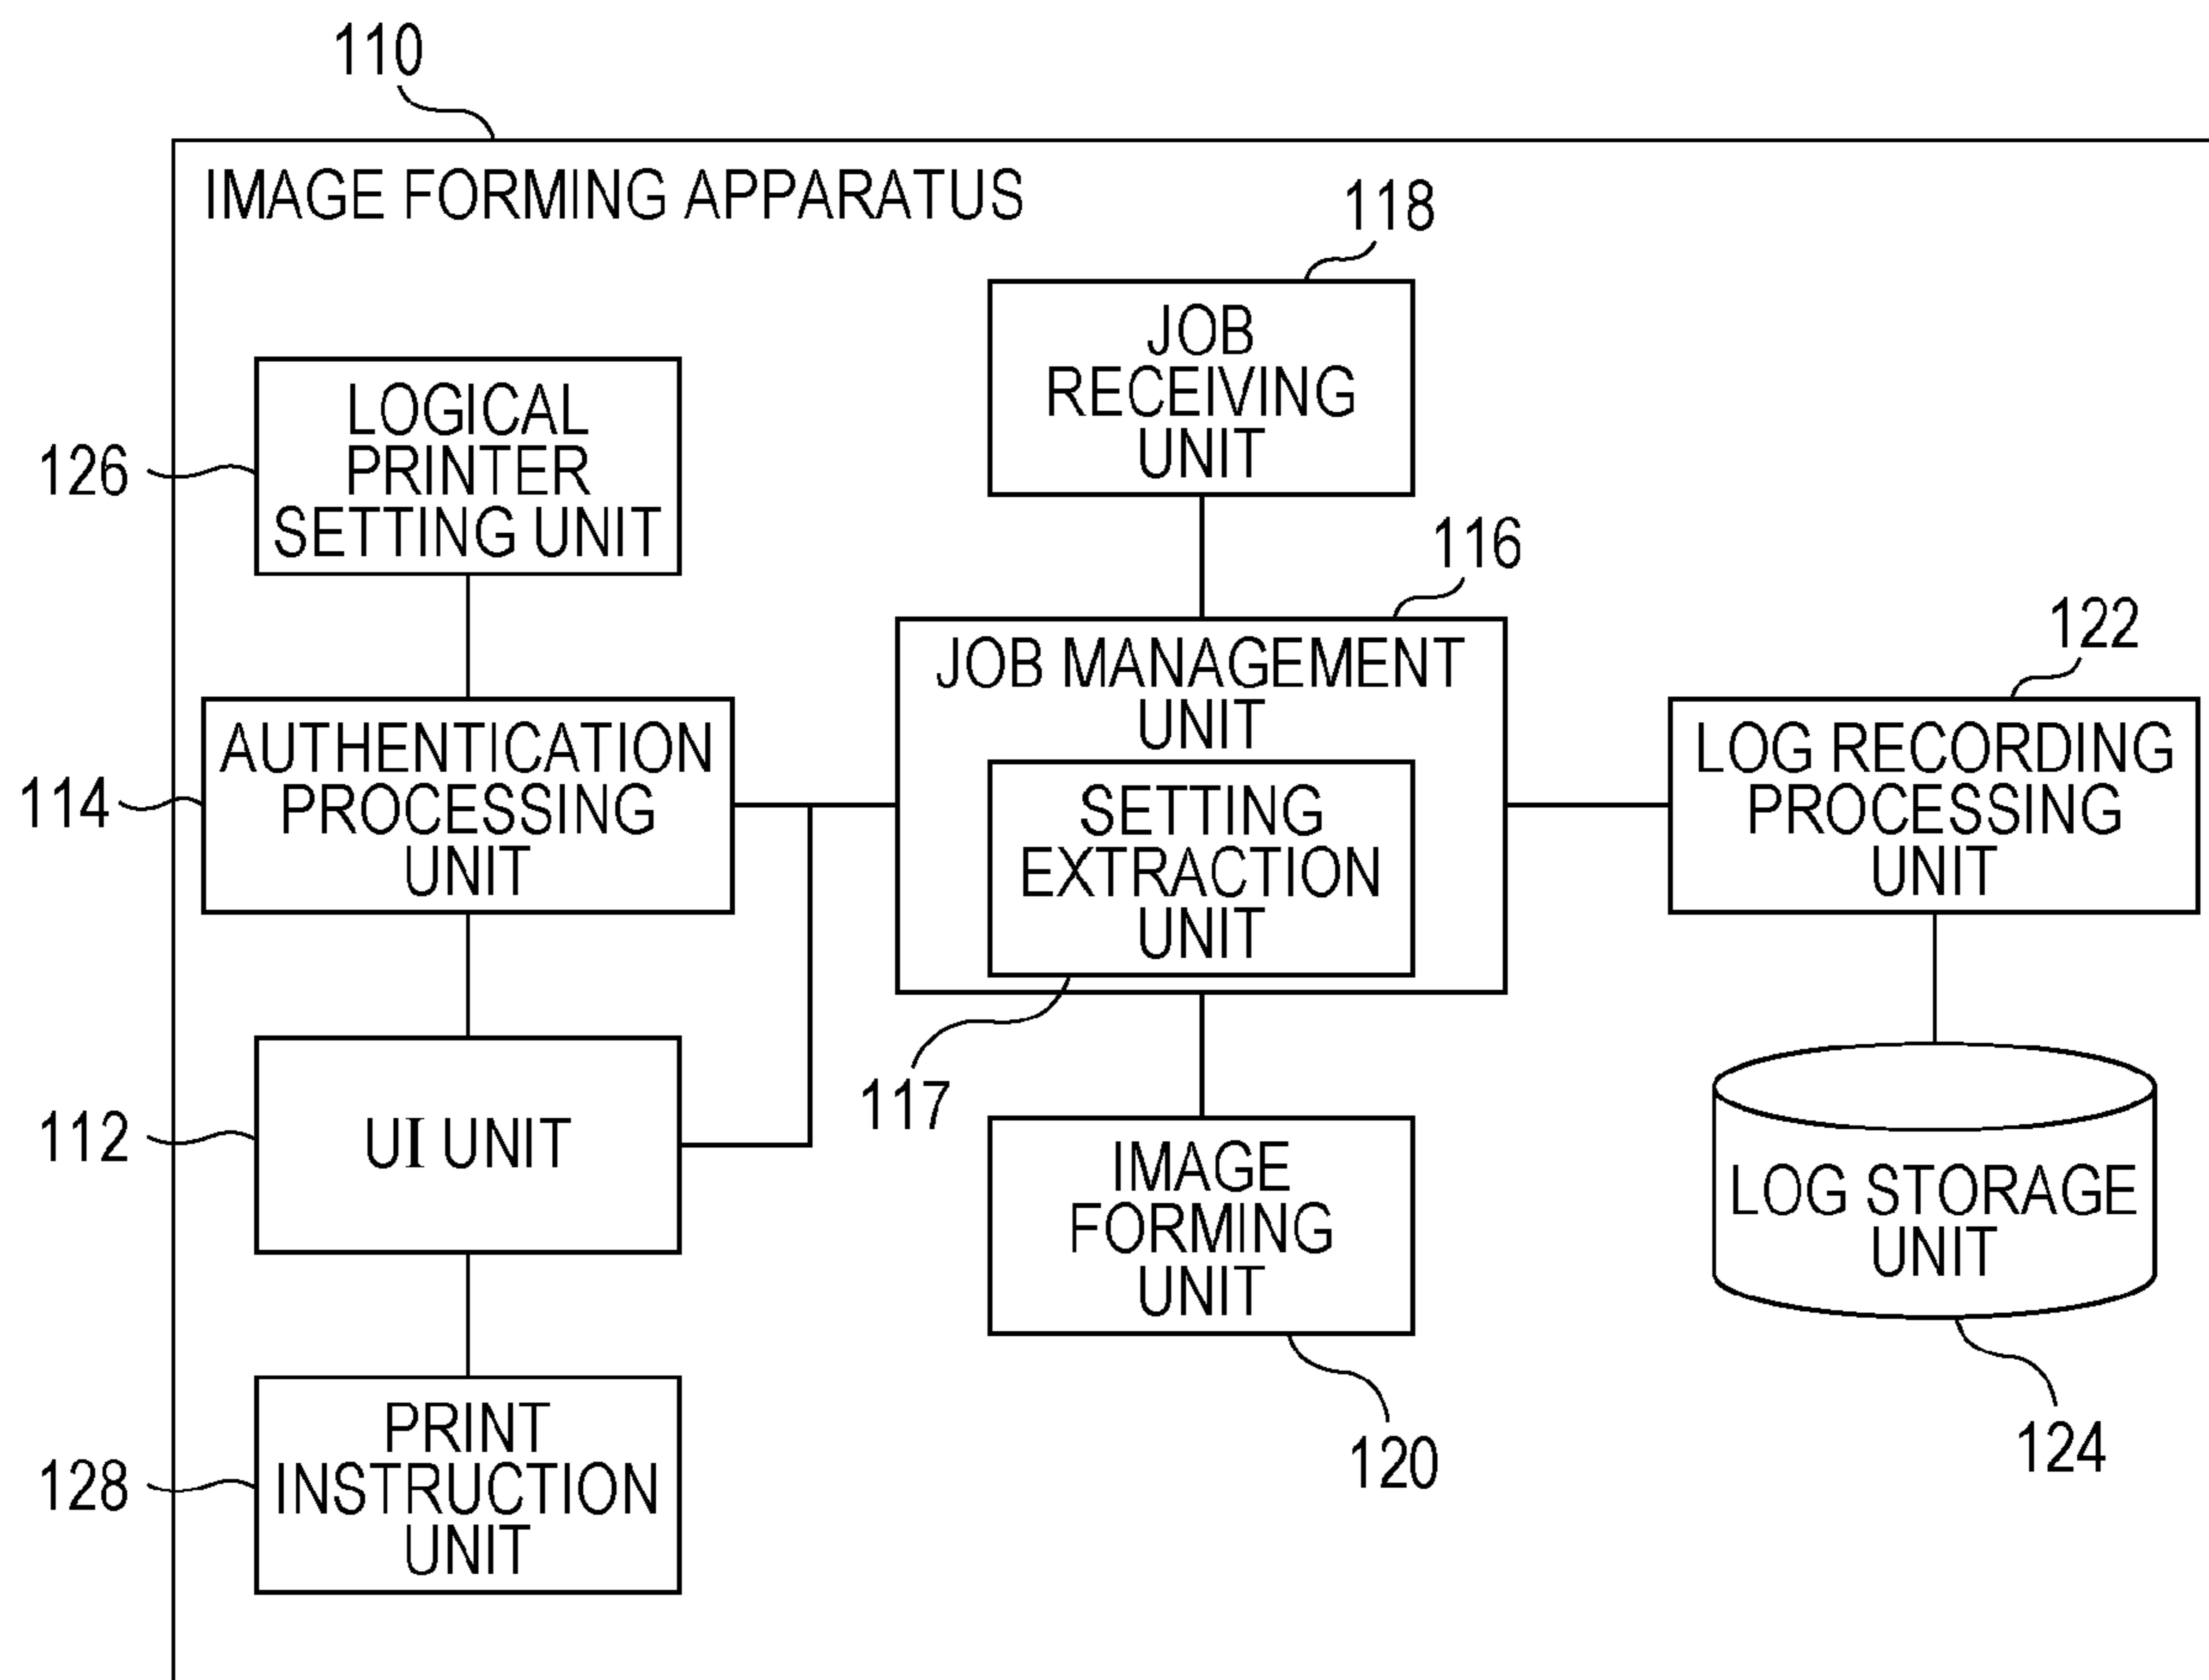 110
IMAGE FORMING APPARATUS
118
JOB
RECEIVING
UNIT
126
LOGICAL
PRINTER
SETTING UNIT
116
JOB MANAGEMENT
UNIT
122
LOG RECORDING
PROCESSING
UNIT
114
AUTHENTICATION
PROCESSING
UNIT
SETTING
EXTRACTION
UNIT
117
112
UI UNIT
IMAGE
FORMING
UNIT
120
LOG STORAGE
UNIT
124
128
PRINT
INSTRUCTION
UNIT